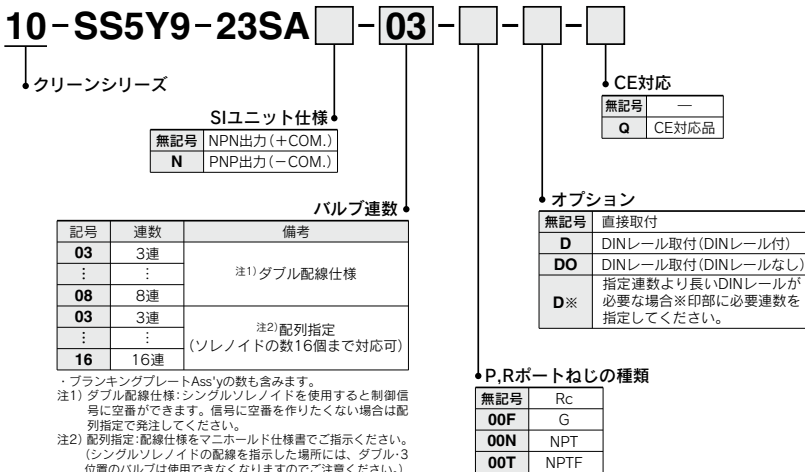 10-SS5Y9-23SA□-03-□-□-□
クリーンシリーズ
SIユニット仕様
無記号 NPN出力(+COM.)
N PNP出力(-COM.)
バルブ連数
記号 連数 備考
03 3連
⋮ ⋮ 注1)ダブル配線仕様
08 8連
03 3連
⋮ ⋮ 注2)配列指定
(ソレノイドの数16個まで対応可)
16 16連
・ブランキングプレートAss'yの数も含みます。
注1) ダブル配線仕様:シングルソレノイドを使用すると制御信
号に空番ができます。信号に空番を作りたくない場合は配
列指定で発注してください。
注2) 配列指定:配線仕様をマニホールド仕様書でご指示ください。
(シングルソレノイドの配線を指示した場所には、ダブル・3
位置のバルブは使用できなくなりますのでご注意ください。)
CE対応
無記号 —
Q CE対応品
オプション
無記号 直接取付
D DINレール取付(DINレール付)
DO DINレール取付(DINレールなし)
D※ 指定連数より長いDINレールが
必要な場合※印部に必要連数を
指定してください。
P,Rポートねじの種類
無記号 Rc
00F G
00N NPT
00T NPTF